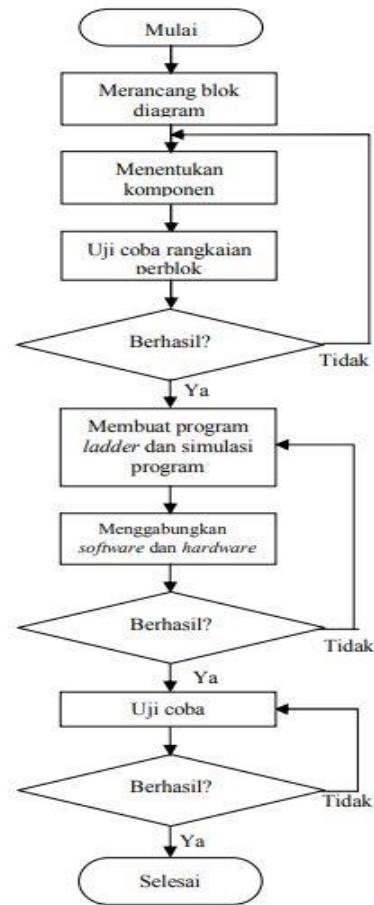 Mulai
Merancang blok
diagram
Menentukan
komponen
Uji coba rangkaian
perblok
Berhasil?
Tidak
Ya
Membuat program
ladder dan simulasi
program
Menggabungkan
software dan hardware
Berhasil?
Tidak
Ya
Uji coba
Berhasil?
Tidak
Ya
Selesai